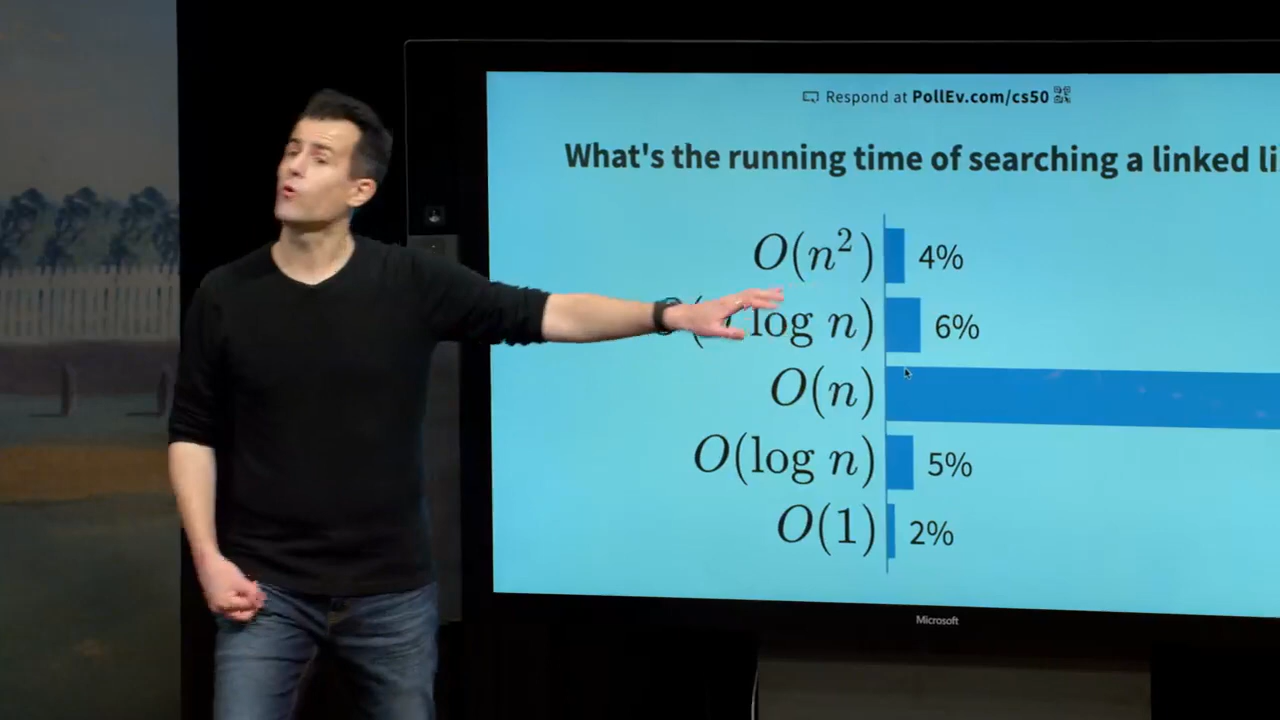 Respond at PollEv.com/cs50
What's the running time of searching a linked
O(n²) 4%
log n) 6%
O(n)
O(log n) 5%
O(1) 2%
Microsoft